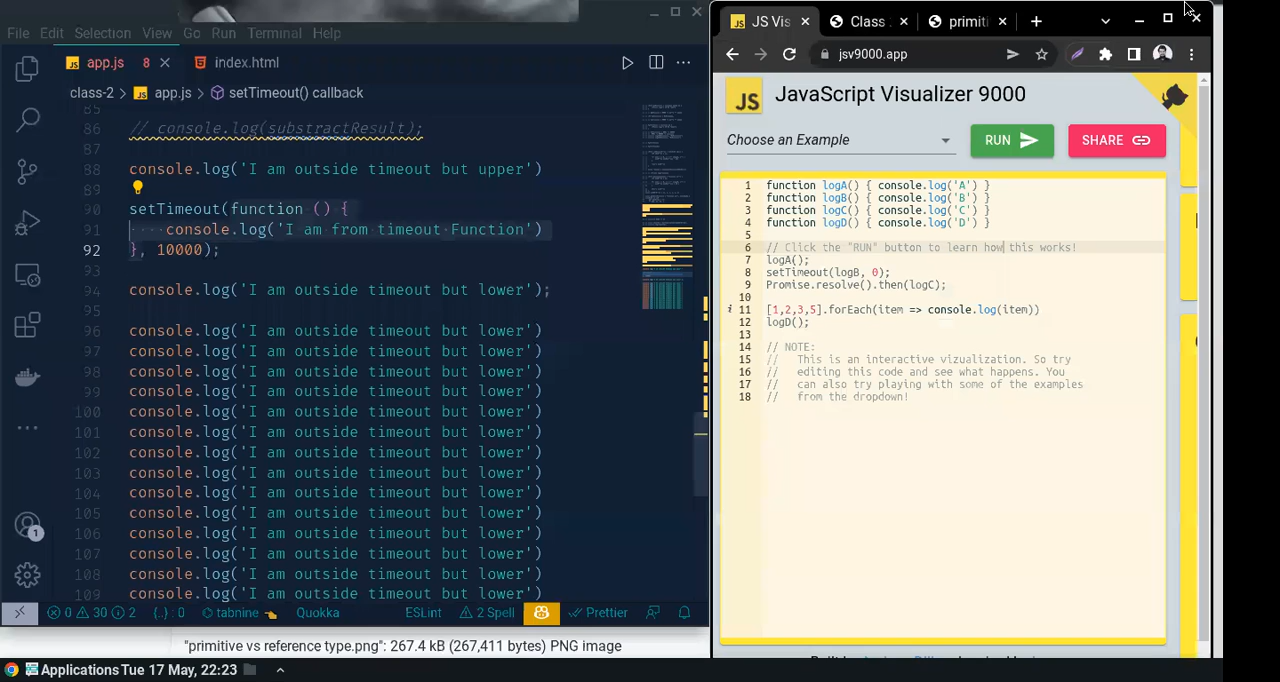 File Edit Selection View Go Run Terminal Help
JS app.js 8
index.html
class-2 > JS app.js > setTimeout() callback
85
86 // console.log(substractResult);
87
88 console.log('I am outside timeout but upper')
89
90 setTimeout(function () {
91 ····console.log('I am from timeout Function')
92 }, 10000);
93
94 console.log('I am outside timeout but lower');
95
96 console.log('I am outside timeout but lower')
97 console.log('I am outside timeout but lower')
98 console.log('I am outside timeout but lower')
99 console.log('I am outside timeout but lower')
100 console.log('I am outside timeout but lower')
101 console.log('I am outside timeout but lower')
102 console.log('I am outside timeout but lower')
103 console.log('I am outside timeout but lower')
104 console.log('I am outside timeout but lower')
105 console.log('I am outside timeout but lower')
106 console.log('I am outside timeout but lower')
107 console.log('I am outside timeout but lower')
108 console.log('I am outside timeout but lower')
109 console.log('I am outside timeout but lower')
1
0 30 2 {..} : 0 tabnine Quokka ESLint 2 Spell Prettier
"primitive vs reference type.png": 267.4 kB (267,411 bytes) PNG image
Applications Tue 17 May, 22:23
JS JS Vis
Class
primiti
jsv9000.app
JS JavaScript Visualizer 9000
Choose an Example
RUN
SHARE
1 function logA() { console.log('A') }
2 function logB() { console.log('B') }
3 function logC() { console.log('C') }
4 function logD() { console.log('D') }
5
6 // Click the "RUN" button to learn how this works!
7 logA();
8 setTimeout(logB, 0);
9 Promise.resolve().then(logC);
10
11 [1,2,3,5].forEach(item => console.log(item))
12 logD();
13
14 // NOTE:
15 // This is an interactive vizualization. So try
16 // editing this code and see what happens. You
17 // can also try playing with some of the examples
18 // from the dropdown!